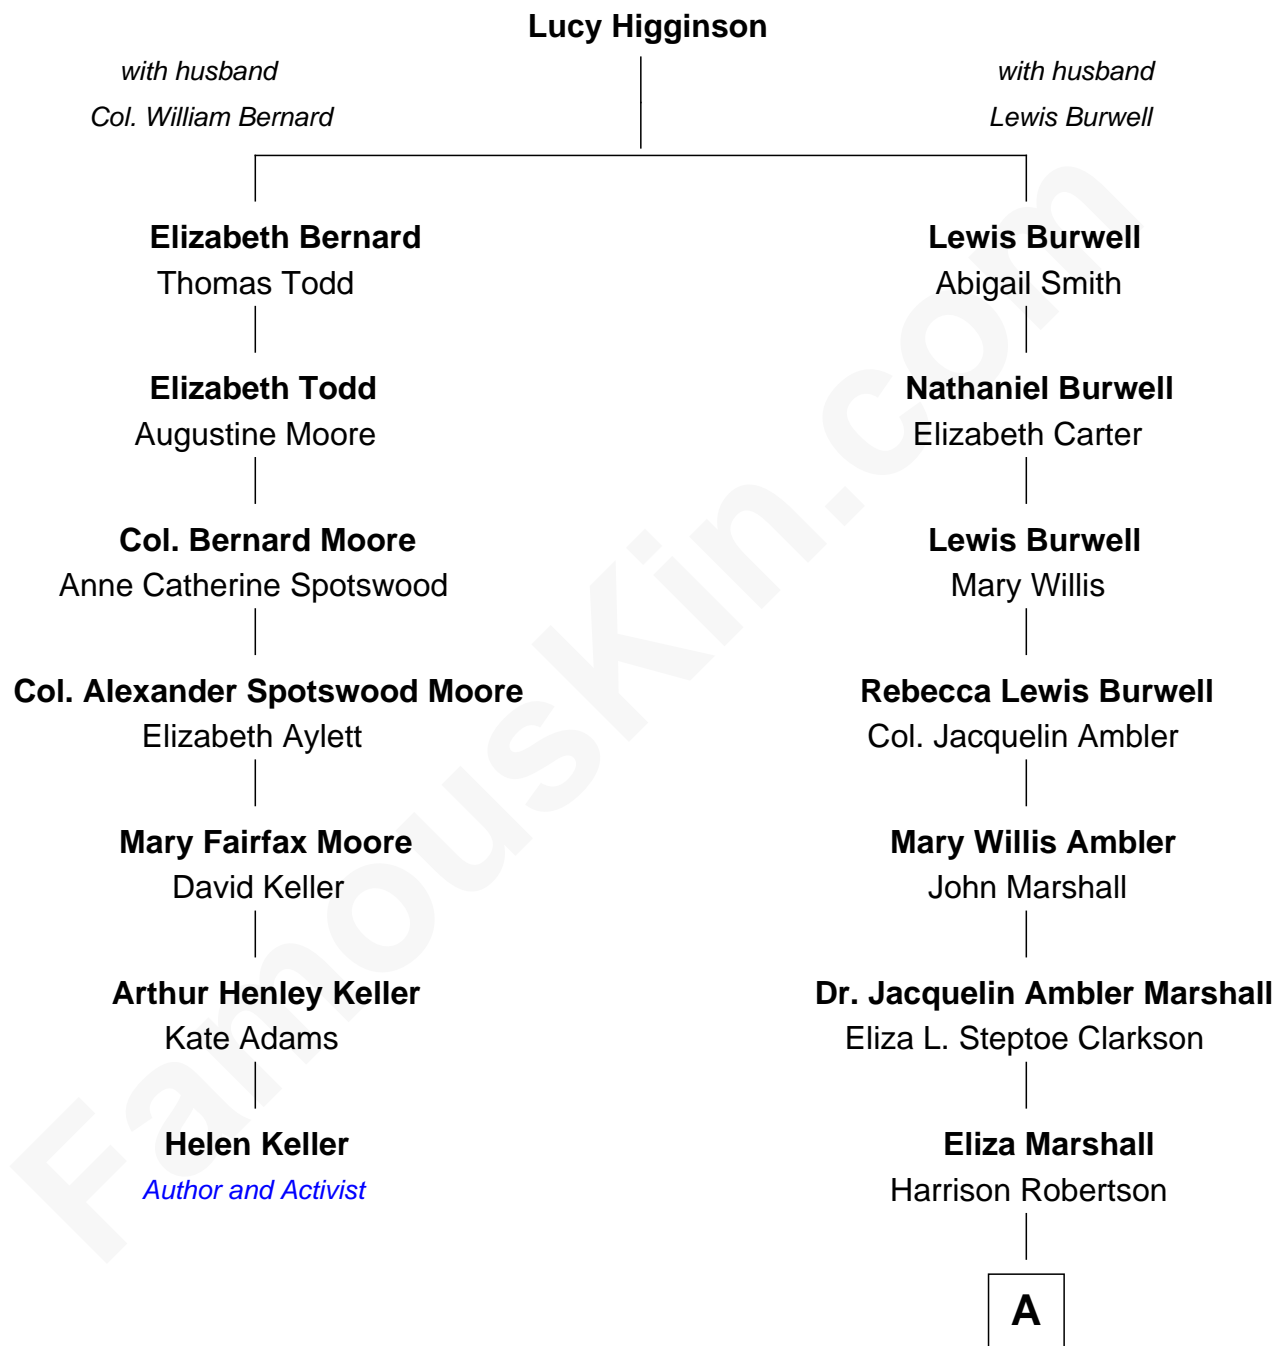 Lucy Higginson
with husband
Col. William Bernard
with husband
Lewis Burwell
Elizabeth Bernard
Thomas Todd
Lewis Burwell
Abigail Smith
Elizabeth Todd
Augustine Moore
Nathaniel Burwell
Elizabeth Carter
Col. Bernard Moore
Anne Catherine Spotswood
Lewis Burwell
Mary Willis
Col. Alexander Spotswood Moore
Elizabeth Aylett
Rebecca Lewis Burwell
Col. Jacquelin Ambler
Mary Fairfax Moore
David Keller
Mary Willis Ambler
John Marshall
Arthur Henley Keller
Kate Adams
Dr. Jacquelin Ambler Marshall
Eliza L. Steptoe Clarkson
Helen Keller
Author and Activist
Eliza Marshall
Harrison Robertson
A
FamousKin.com